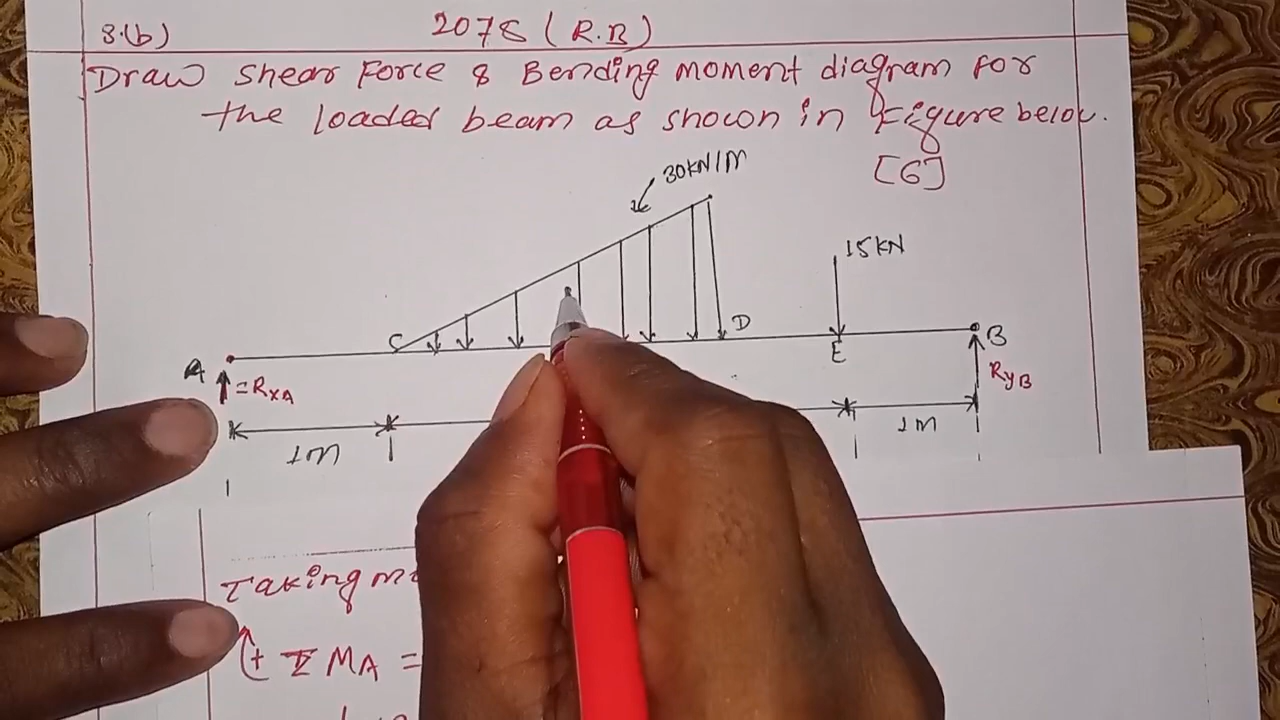 3.(b) 2078 (R.B)
Draw shear Force & Bending moment diagram for
the loaded beam as shown in Figure below.
[6]
30KN/M
15KN
C
D
A
E
B
= RXA
RyB
1M
1M
Taking m
(+ Σ MA =